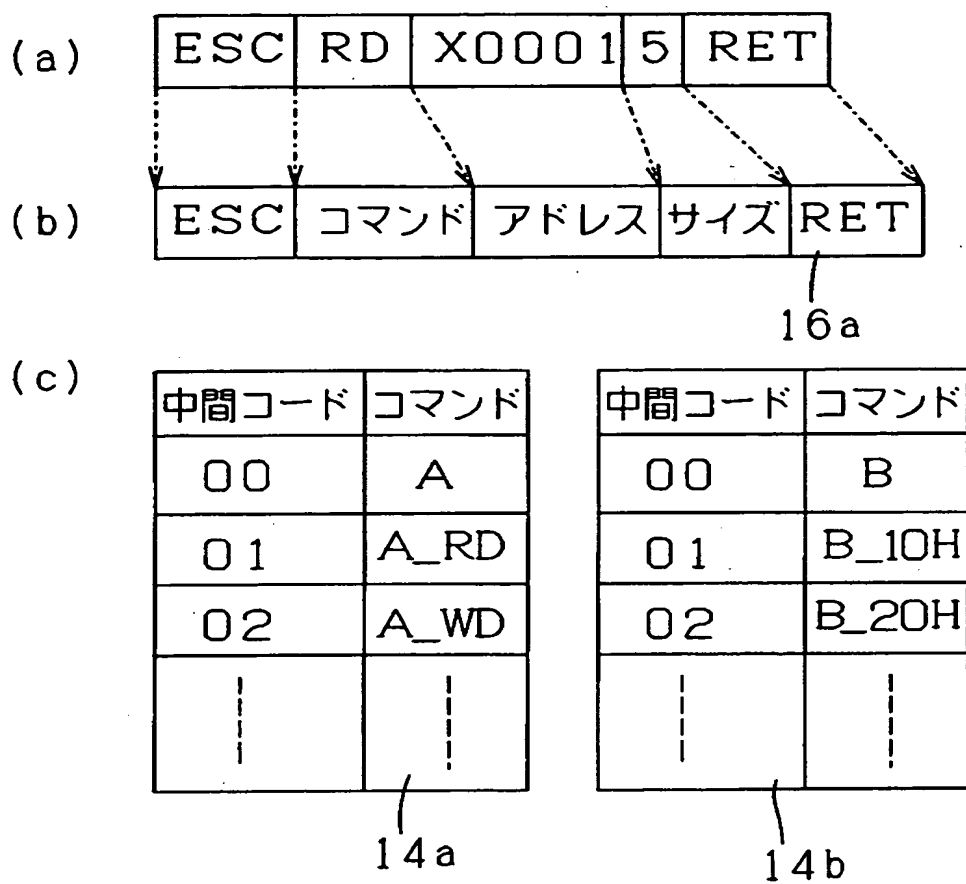 (a) ESC RD X0001 5 RET
(b) ESC コマンド アドレス サイズ RET
16a
(c)
中間コード コマンド 中間コード コマンド
00 A 00 B
01 A_RD 01 B_10H
02 A_WD 02 B_20H
14a 14b